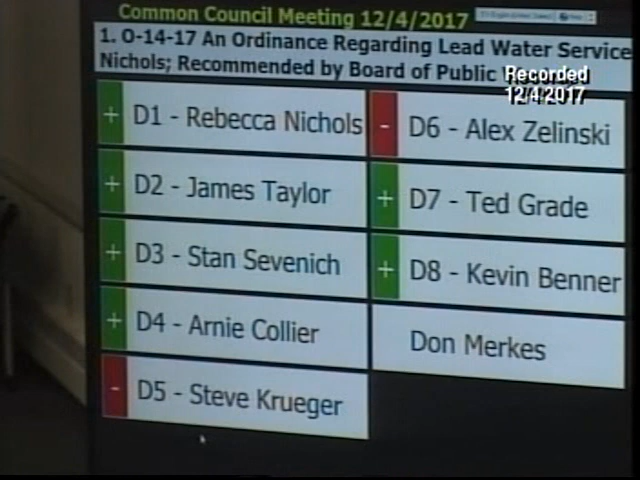 Common Council Meeting 12/4/2017
1. O-14-17 An Ordinance Regarding Lead Water Service
Nichols; Recommended by Board of Public
Recorded
12/4/2017
+ D1 - Rebecca Nichols
- D6 - Alex Zelinski
+ D2 - James Taylor
+ D7 - Ted Grade
+ D3 - Stan Sevenich
+ D8 - Kevin Benner
+ D4 - Arnie Collier
Don Merkes
- D5 - Steve Krueger